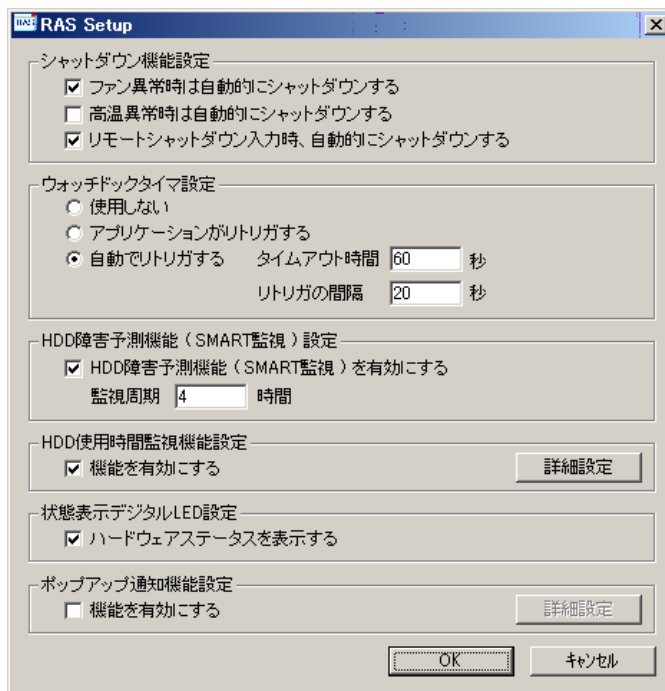 RAS RAS Setup
シャットダウン機能設定
ファン異常時は自動的にシャットダウンする
高温異常時は自動的にシャットダウンする
リモートシャットダウン入力時、自動的にシャットダウンする
ウォッチドックタイマ設定
使用しない
アプリケーションがリトリガする
自動でリトリガする タイムアウト時間 60 秒
リトリガの間隔 20 秒
HDD障害予測機能(SMART監視)設定
HDD障害予測機能(SMART監視)を有効にする
監視周期 4 時間
HDD使用時間監視機能設定
機能を有効にする 詳細設定
状態表示デジタルLED設定
ハードウェアステータスを表示する
ポップアップ通知機能設定
機能を有効にする 詳細設定
OK キャンセル